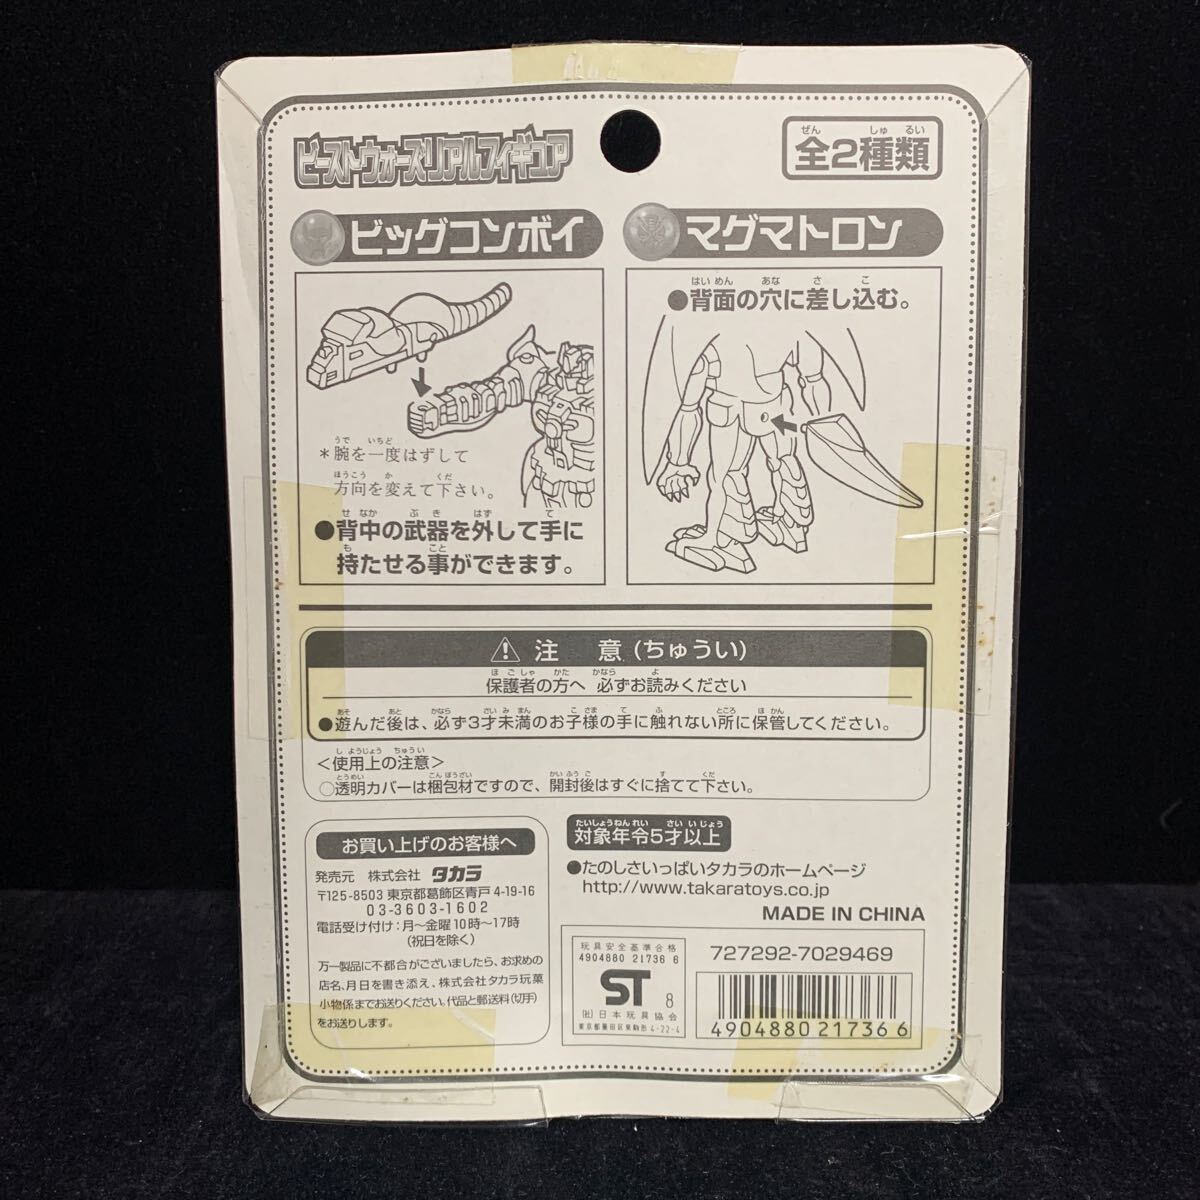 ビーストウォーズリアルフィギュア
ぜん しゅ るい
全2種類
ビッグコンボイ
うで いちど
*腕を一度はずして
ほうこう か くだ
方向を変えて下さい。
せなか ぶき はず て
●背中の武器を外して手に
も こと
持たせる事ができます。
マグマトロン
はいめん あな さ こ
●背面の穴に差し込む。
注 意(ちゅうい)
ほごしゃ かた かなら よ
保護者の方へ 必ずお読みください
あそ あと かなら さいみまん こさま て ふ ところ ほかん
●遊んだ後は、必ず3才未満のお子様の手に触れない所に保管してください。
しようじょう ちゅうい
<使用上の注意>
とうめい こんぽうざい かいふうご す くだ
○透明カバーは梱包材ですので、開封後はすぐに捨てて下さい。
お買い上げのお客様へ
発売元 株式会社 タカラ
〒125-8503 東京都葛飾区青戸4-19-16
03-3603-1602
電話受け付け:月〜金曜10時〜17時
(祝日を除く)
万一製品に不都合がございましたら、お求めの
店名、月日を書き添え、株式会社タカラ玩菓
小物係までお送りください。代品と郵送料(切手)
をお送りします。
たいしょうねんれい さいいじょう
対象年令5才以上
●たのしさいっぱいタカラのホームページ
http://www.takaratoys.co.jp
MADE IN CHINA
玩具安全基準合格
4904880 21736 6
ST 8
(社)日本玩具協会
東京都墨田区東駒形 4-22-4
727292-7029469
4904880 217366